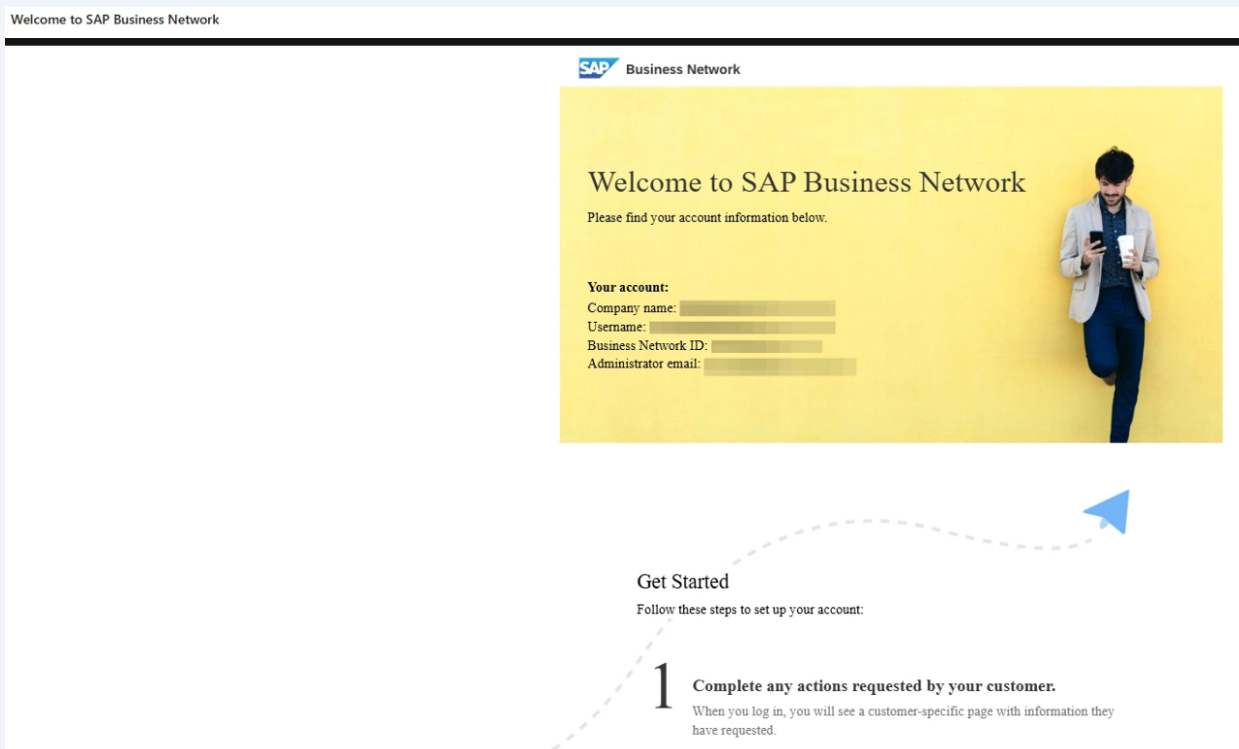 Welcome to SAP Business Network
SAP Business Network
Welcome to SAP Business Network
Please find your account information below.
Your account:
Company name:
Username:
Business Network ID:
Administrator email:
Get Started
Follow these steps to set up your account:
1 Complete any actions requested by your customer.
When you log in, you will see a customer-specific page with information they
have requested.